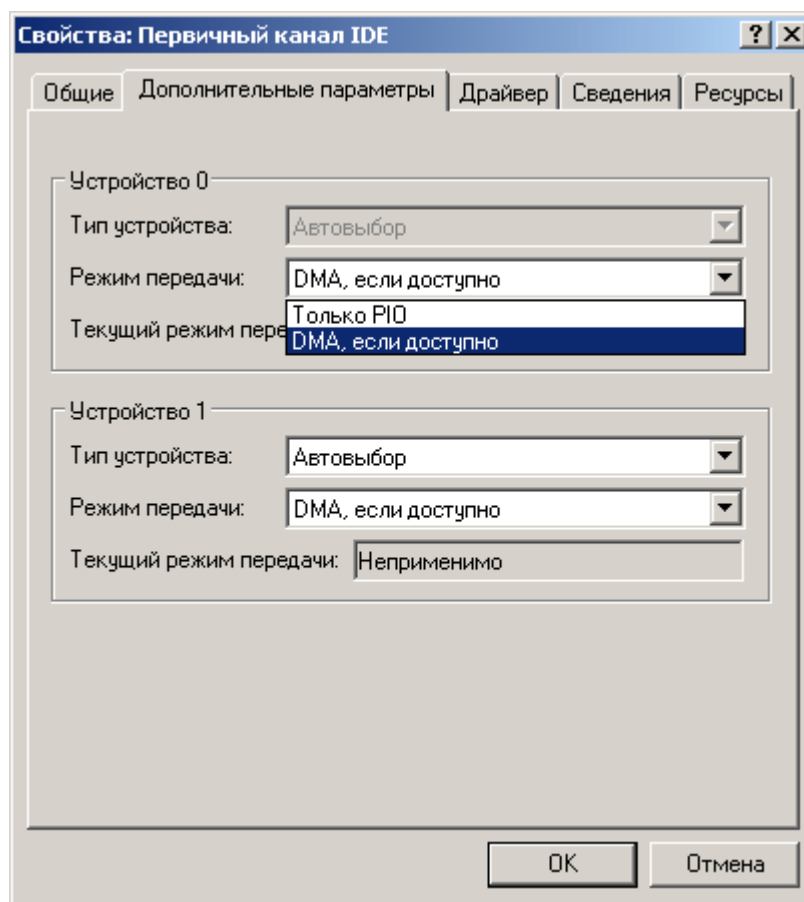 Свойства: Первичный канал IDE
Общие Дополнительные параметры Драйвер Сведения Ресурсы
Устройство 0
Тип устройства: Автовыбор
Режим передачи: DMA, если доступно
Только PIO
Текущий режим пере
DMA, если доступно
Устройство 1
Тип устройства: Автовыбор
Режим передачи: DMA, если доступно
Текущий режим передачи: Неприменимо
OK Отмена